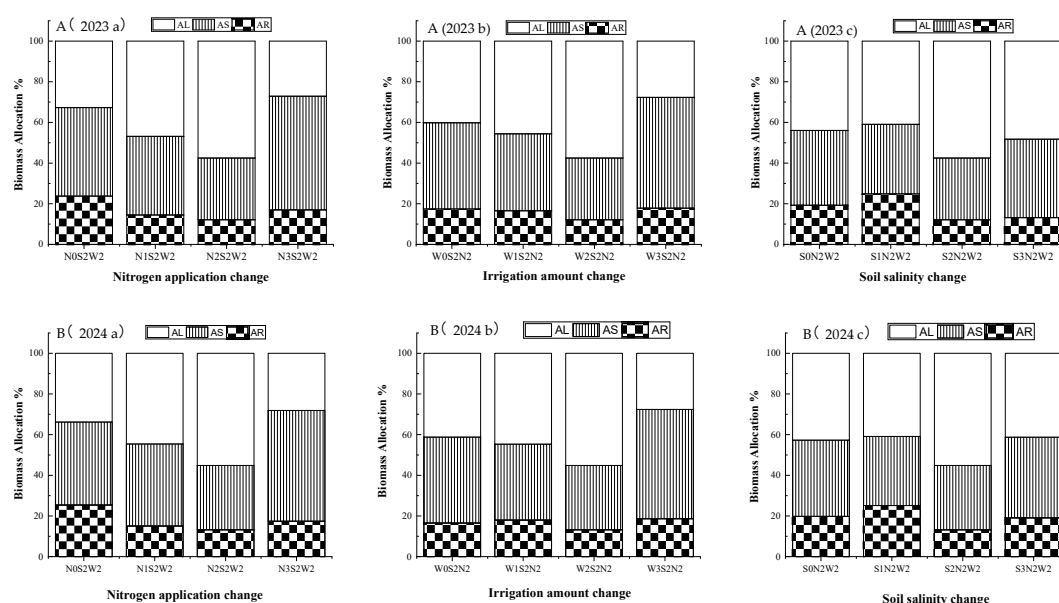 A( 2023 a)
AL AS AR
Biomass Allocation %
100
80
60
40
20
0
N0S2W2 N1S2W2 N2S2W2 N3S2W2
Nitrogen application change
A (2023 b)
AL AS AR
Biomass Allocation %
100
80
60
40
20
0
W0S2N2 W1S2N2 W2S2N2 W3S2N2
Irrigation amount change
A (2023 c)
AL AS AR
Biomass Allocation %
100
80
60
40
20
0
S0N2W2 S1N2W2 S2N2W2 S3N2W2
Soil salinity change
B( 2024 a)
AL AS AR
Biomass Allocation %
100
80
60
40
20
0
N0S2W2 N1S2W2 N2S2W2 N3S2W2
Nitrogen application change
B( 2024 b)
AL AS AR
Biomass Allocation %
100
80
60
40
20
0
W0S2N2 W1S2N2 W2S2N2 W3S2N2
Irrigation amount change
B( 2024 c)
AL AS AR
Biomass Allocation %
100
80
60
40
20
0
S0N2W2 S1N2W2 S2N2W2 S3N2W2
Soil salinity change